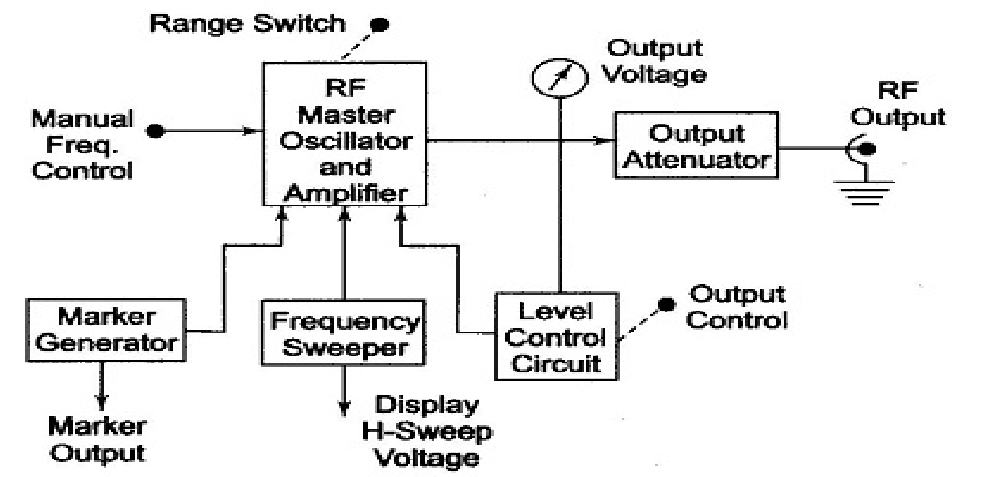 Range Switch
Output
Voltage
RF
Master
Oscillator
and
Amplifier
Manual
Freq.
Control
Output
Attenuator
RF
Output
Marker
Generator
Frequency
Sweeper
Level
Control
Circuit
Output
Control
Marker
Output
Display
H-Sweep
Voltage